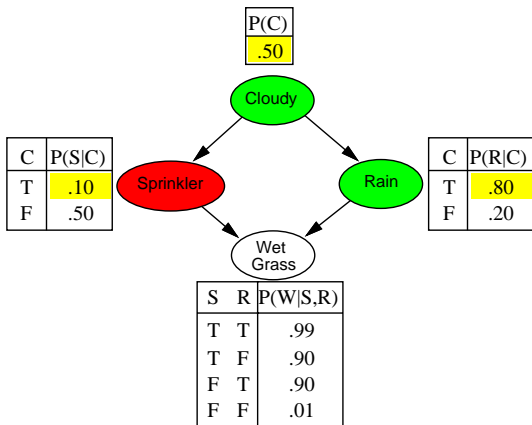 P(C)
.50
Cloudy
C P(S|C)
T .10
F .50
Sprinkler
Rain
C P(R|C)
T .80
F .20
Wet
Grass
S R P(W|S,R)
T T .99
T F .90
F T .90
F F .01